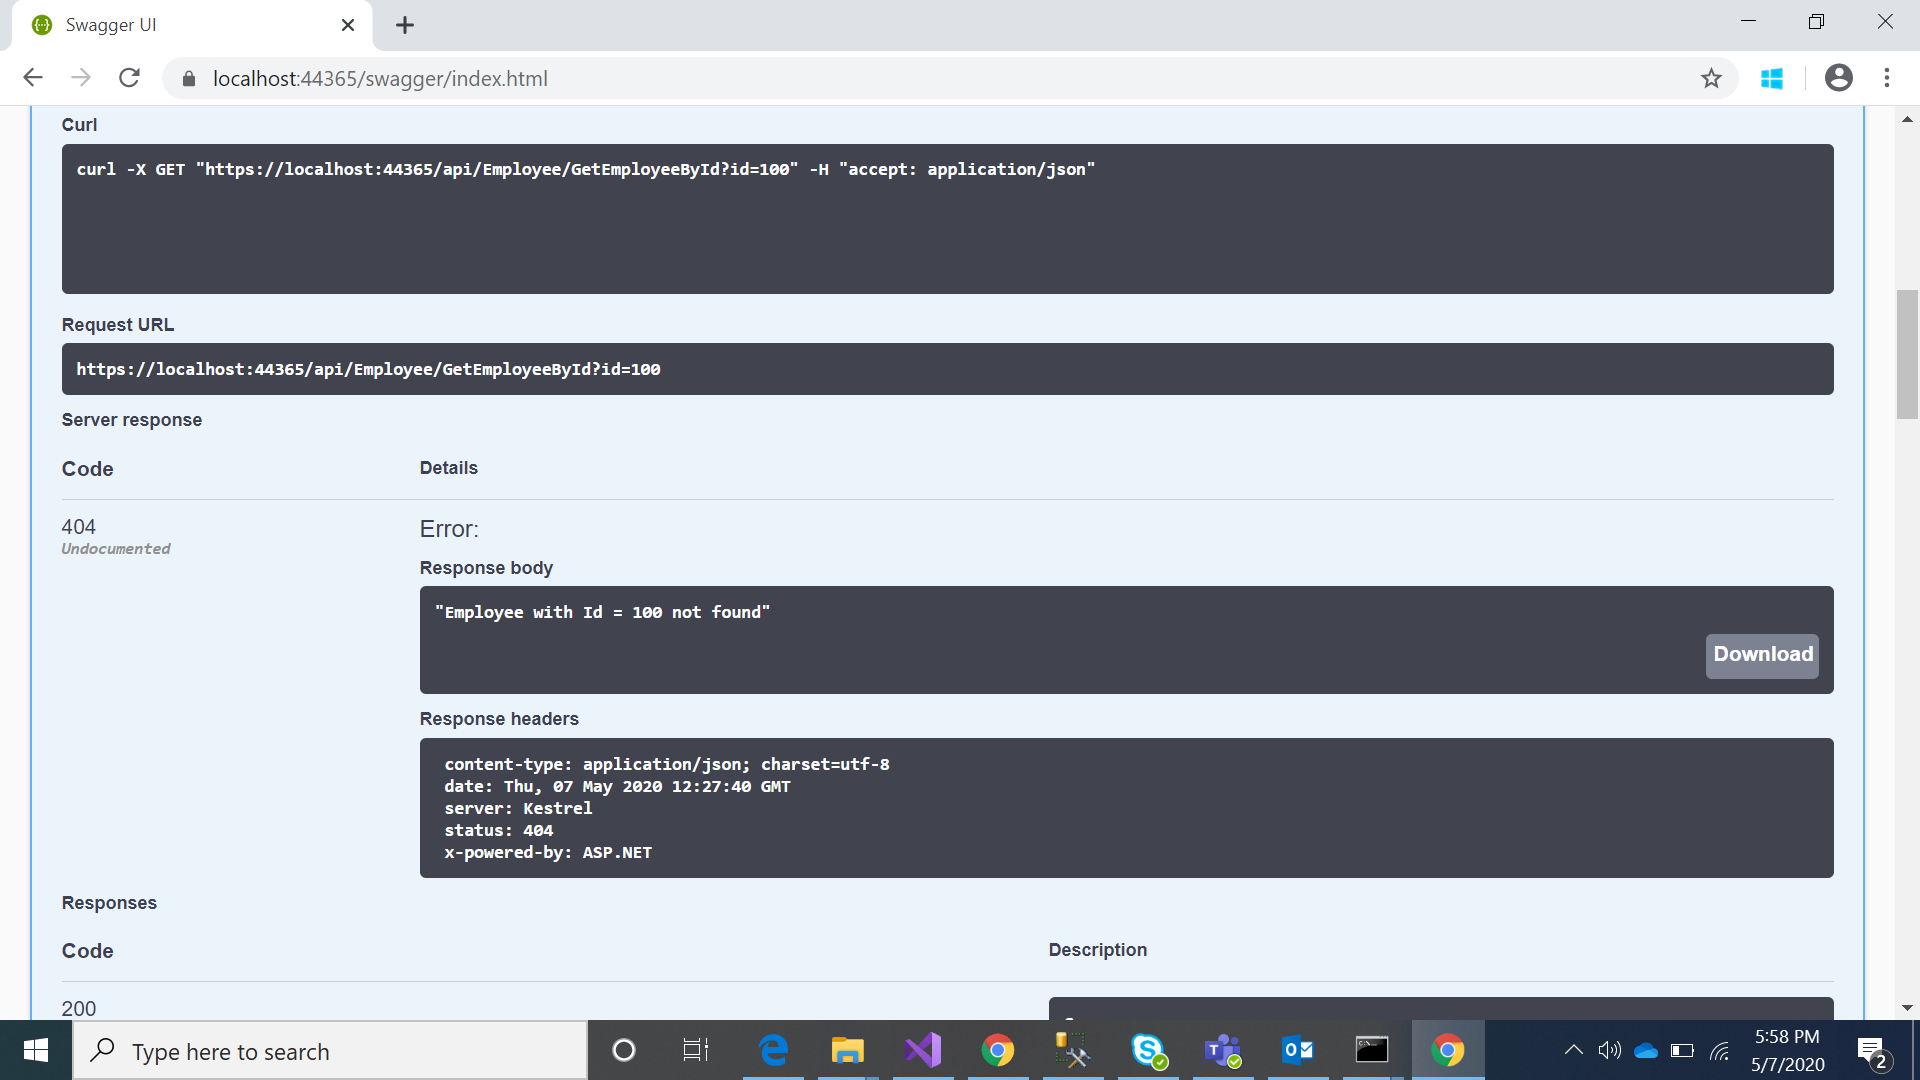 Swagger UI
localhost:44365/swagger/index.html
Curl
curl -X GET "https://localhost:44365/api/Employee/GetEmployeeById?id=100" -H "accept: application/json"
Request URL
https://localhost:44365/api/Employee/GetEmployeeById?id=100
Server response
Code Details
404 Error:
Undocumented
Response body
"Employee with Id = 100 not found"
Download
Response headers
content-type: application/json; charset=utf-8
date: Thu, 07 May 2020 12:27:40 GMT
server: Kestrel
status: 404
x-powered-by: ASP.NET
Responses
Code Description
200
Type here to search
5:58 PM
5/7/2020
2